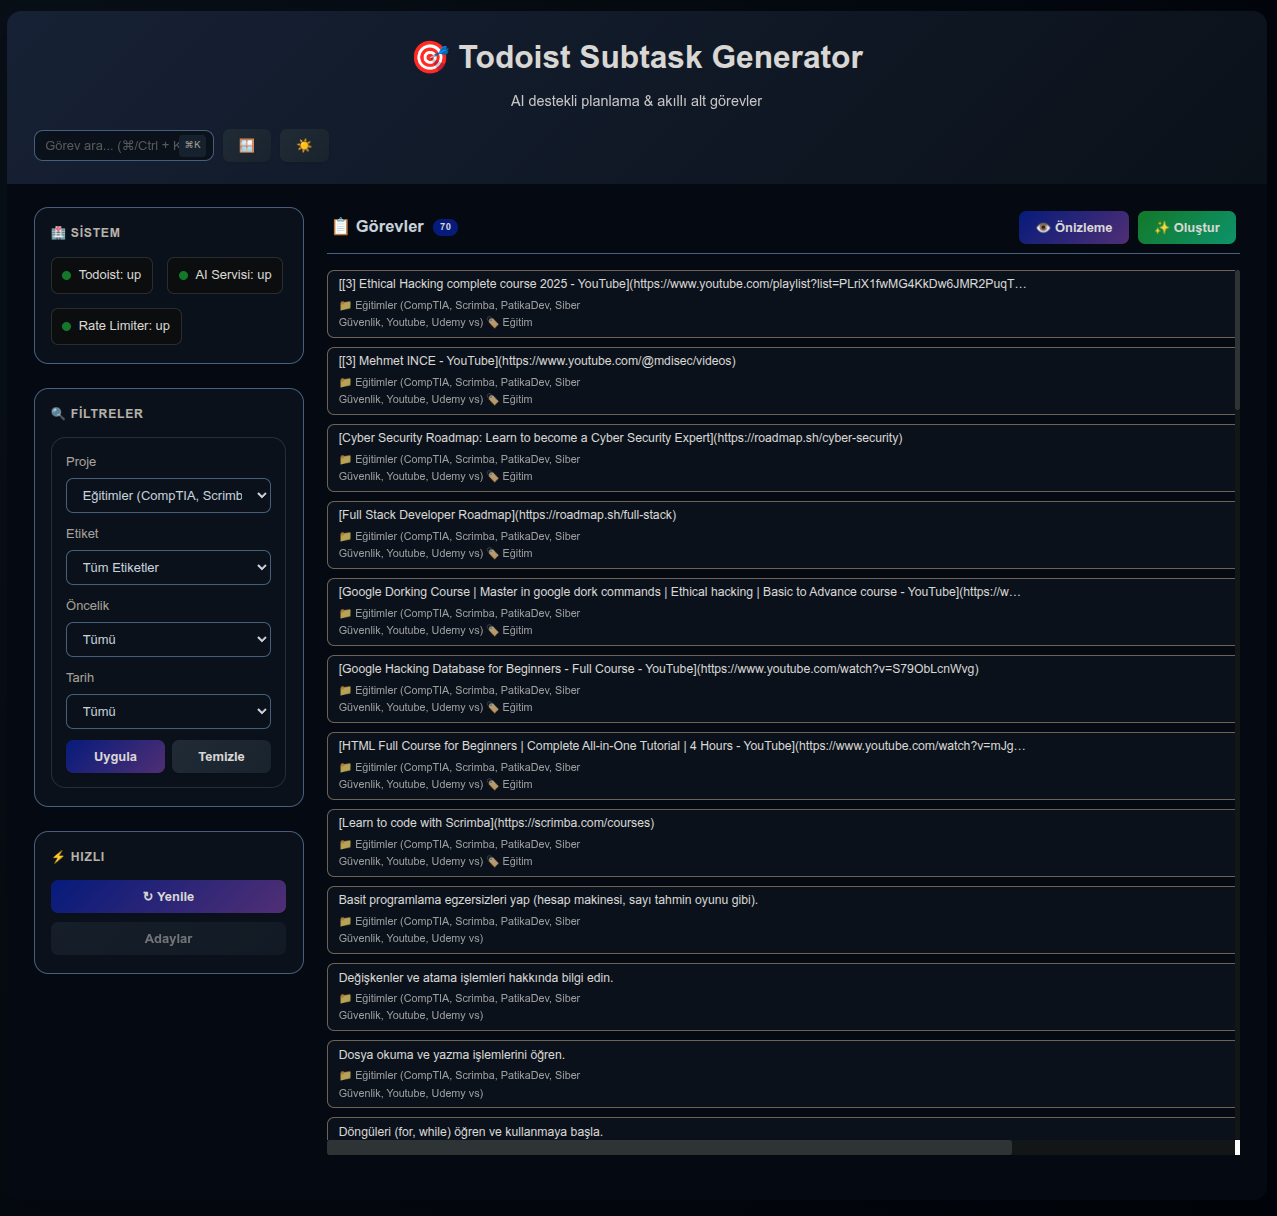 Todoist Subtask Generator
AI destekli planlama & akıllı alt görevler
Görev ara... (⌘/Ctrl + K
⌘K
SİSTEM
Todoist: up
AI Servisi: up
Rate Limiter: up
FİLTRELER
Proje
Eğitimler (CompTIA, Scrimb
Etiket
Tüm Etiketler
Öncelik
Tümü
Tarih
Tümü
Uygula
Temizle
HIZLI
↻ Yenile
Adaylar
Görevler 70
Önizleme
Oluştur
[[3] Ethical Hacking complete course 2025 - YouTube](https://www.youtube.com/playlist?list=PLriX1fwMG4KkDw6JMR2PuqT…
Eğitimler (CompTIA, Scrimba, PatikaDev, Siber
Güvenlik, Youtube, Udemy vs) Eğitim
[[3] Mehmet INCE - YouTube](https://www.youtube.com/@mdisec/videos)
Eğitimler (CompTIA, Scrimba, PatikaDev, Siber
Güvenlik, Youtube, Udemy vs) Eğitim
[Cyber Security Roadmap: Learn to become a Cyber Security Expert](https://roadmap.sh/cyber-security)
Eğitimler (CompTIA, Scrimba, PatikaDev, Siber
Güvenlik, Youtube, Udemy vs) Eğitim
[Full Stack Developer Roadmap](https://roadmap.sh/full-stack)
Eğitimler (CompTIA, Scrimba, PatikaDev, Siber
Güvenlik, Youtube, Udemy vs) Eğitim
[Google Dorking Course | Master in google dork commands | Ethical hacking | Basic to Advance course - YouTube](https://w…
Eğitimler (CompTIA, Scrimba, PatikaDev, Siber
Güvenlik, Youtube, Udemy vs) Eğitim
[Google Hacking Database for Beginners - Full Course - YouTube](https://www.youtube.com/watch?v=S79ObLcnWvg)
Eğitimler (CompTIA, Scrimba, PatikaDev, Siber
Güvenlik, Youtube, Udemy vs) Eğitim
[HTML Full Course for Beginners | Complete All-in-One Tutorial | 4 Hours - YouTube](https://www.youtube.com/watch?v=mJg…
Eğitimler (CompTIA, Scrimba, PatikaDev, Siber
Güvenlik, Youtube, Udemy vs) Eğitim
[Learn to code with Scrimba](https://scrimba.com/courses)
Eğitimler (CompTIA, Scrimba, PatikaDev, Siber
Güvenlik, Youtube, Udemy vs) Eğitim
Basit programlama egzersizleri yap (hesap makinesi, sayı tahmin oyunu gibi).
Eğitimler (CompTIA, Scrimba, PatikaDev, Siber
Güvenlik, Youtube, Udemy vs)
Değişkenler ve atama işlemleri hakkında bilgi edin.
Eğitimler (CompTIA, Scrimba, PatikaDev, Siber
Güvenlik, Youtube, Udemy vs)
Dosya okuma ve yazma işlemlerini öğren.
Eğitimler (CompTIA, Scrimba, PatikaDev, Siber
Güvenlik, Youtube, Udemy vs)
Döngüleri (for, while) öğren ve kullanmaya başla.